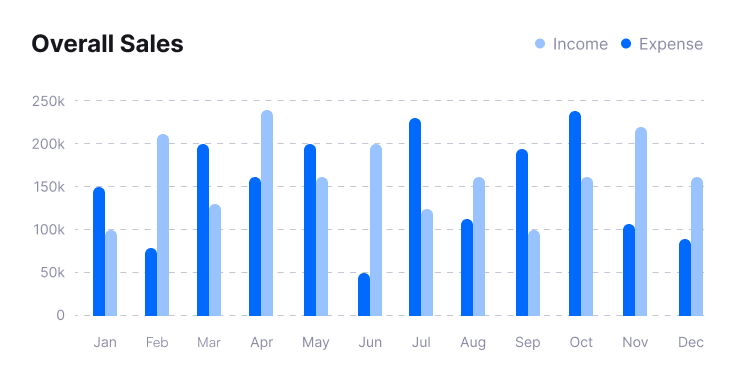 Overall Sales
Income Expense
250k
200k
150k
100k
50k
0
Jan Feb Mar Apr May Jun Jul Aug Sep Oct Nov Dec